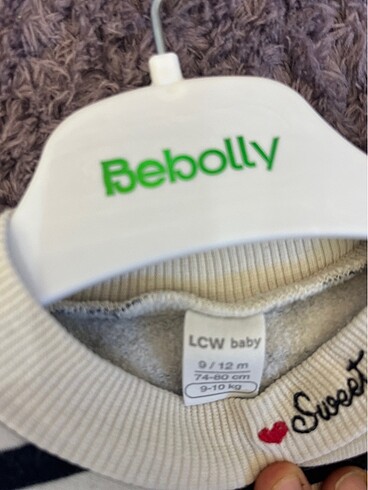 Bebolly
LCW baby
9 / 12 m
74-80 cm
9-10 kg
Sweet